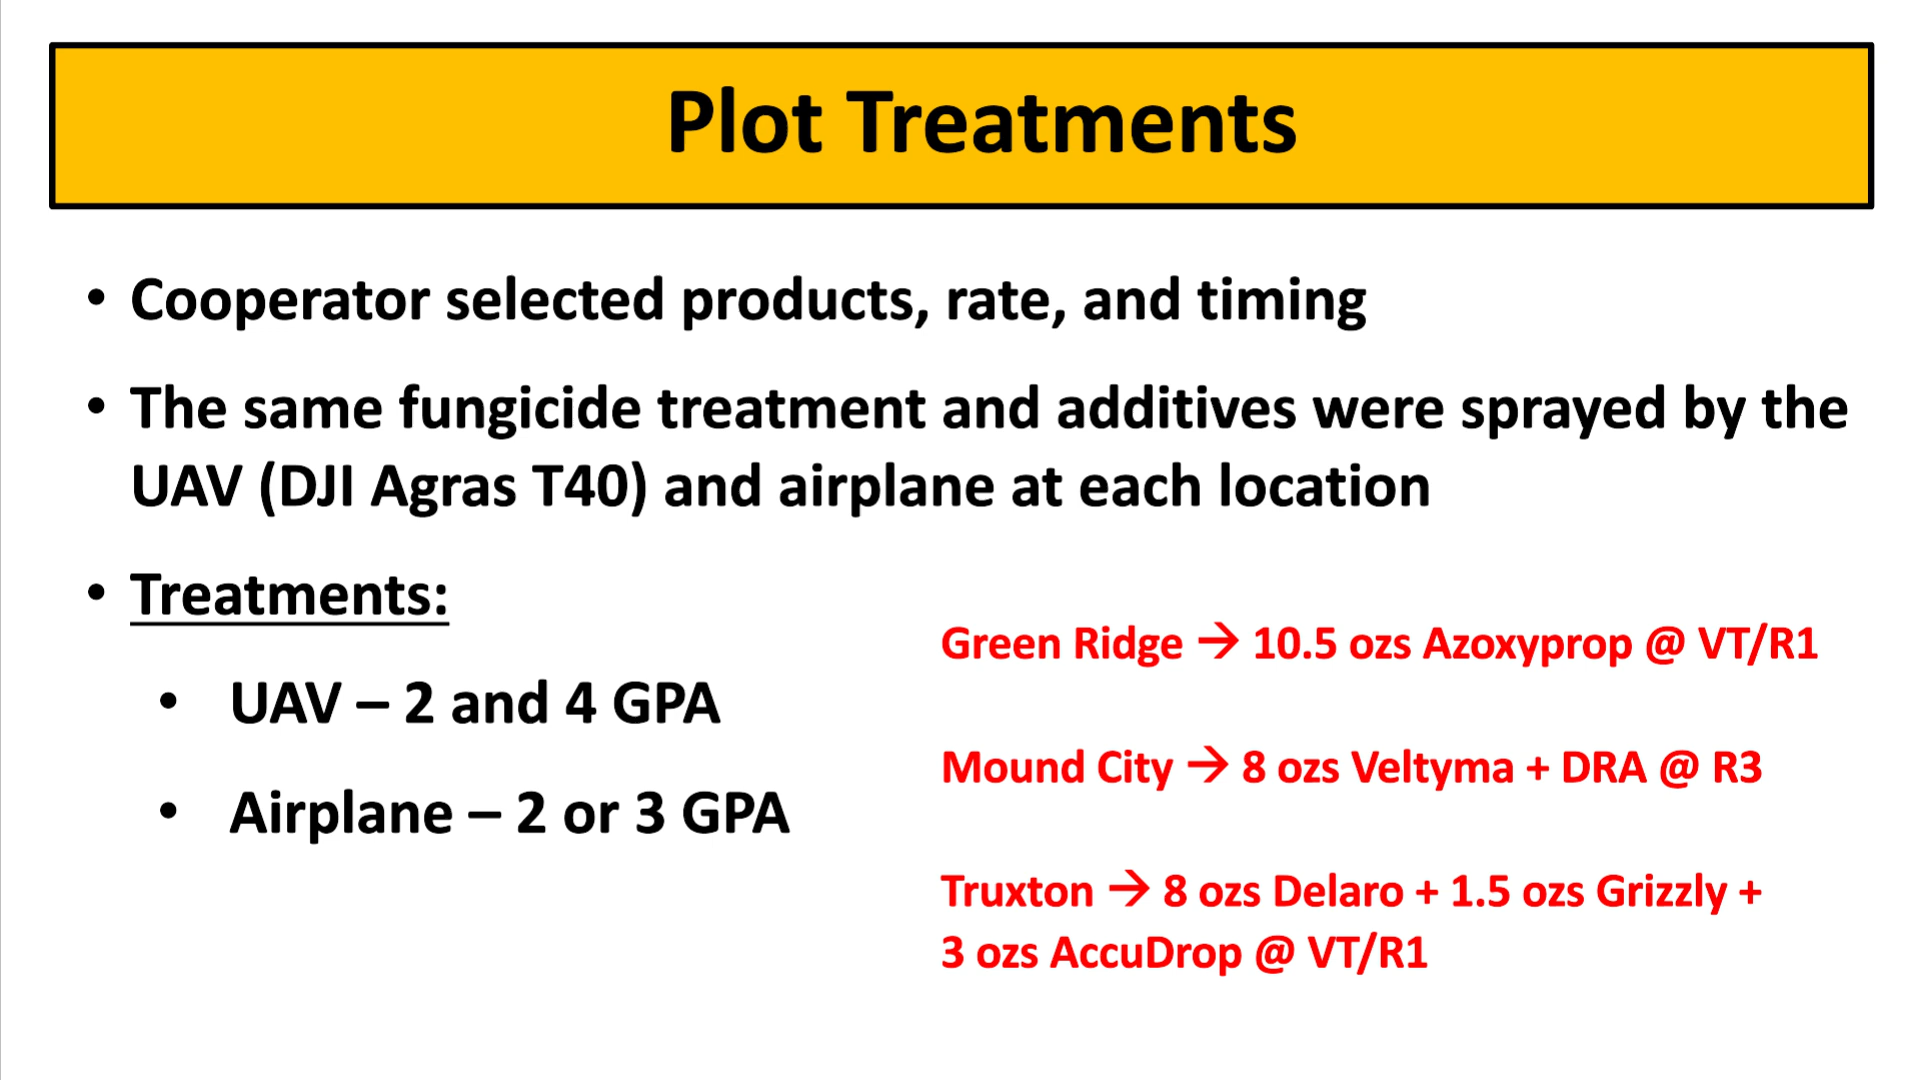 Plot Treatments
• Cooperator selected products, rate, and timing
• The same fungicide treatment and additives were sprayed by the
UAV (DJI Agras T40) and airplane at each location
• Treatments:
• UAV – 2 and 4 GPA
• Airplane – 2 or 3 GPA
Green Ridge → 10.5 ozs Azoxyprop @ VT/R1
Mound City → 8 ozs Veltyma + DRA @ R3
Truxton → 8 ozs Delaro + 1.5 ozs Grizzly +
3 ozs AccuDrop @ VT/R1